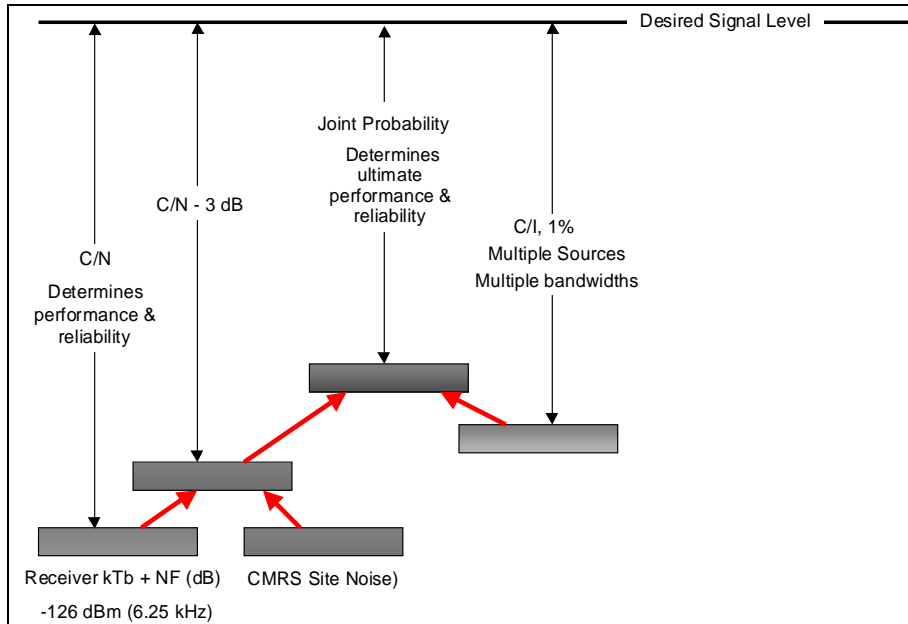 Desired Signal Level
Joint Probability
Determines
ultimate
performance &
reliability
C/N - 3 dB
C/I, 1%
Multiple Sources
Multiple bandwidths
C/N
Determines
performance &
reliability
Receiver kTb + NF (dB)
-126 dBm (6.25 kHz)
CMRS Site Noise)